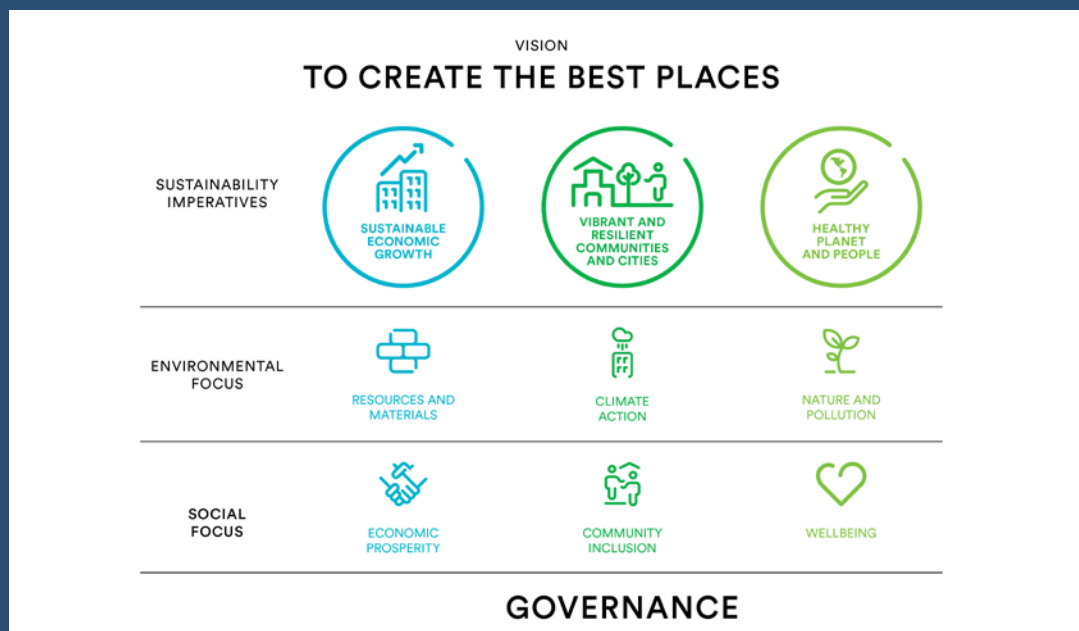 VISION
TO CREATE THE BEST PLACES
SUSTAINABILITY
IMPERATIVES
SUSTAINABLE
ECONOMIC
GROWTH
VIBRANT AND
RESILIENT
COMMUNITIES
AND CITIES
HEALTHY
PLANET
AND PEOPLE
ENVIRONMENTAL
FOCUS
RESOURCES AND
MATERIALS
CLIMATE
ACTION
NATURE AND
POLLUTION
SOCIAL
FOCUS
ECONOMIC
PROSPERITY
COMMUNITY
INCLUSION
WELLBEING
GOVERNANCE